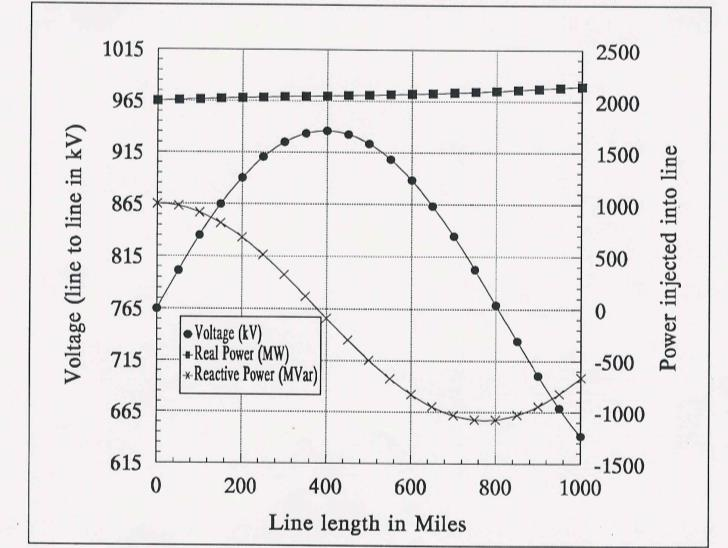 1015
965
915
865
815
765
715
665
615
Voltage (line to line in kV)
2500
2000
1500
1000
500
0
-500
-1000
-1500
Power injected into line
Voltage (kV)
Real Power (MW)
Reactive Power (MVar)
0 200 400 600 800 1000
Line length in Miles